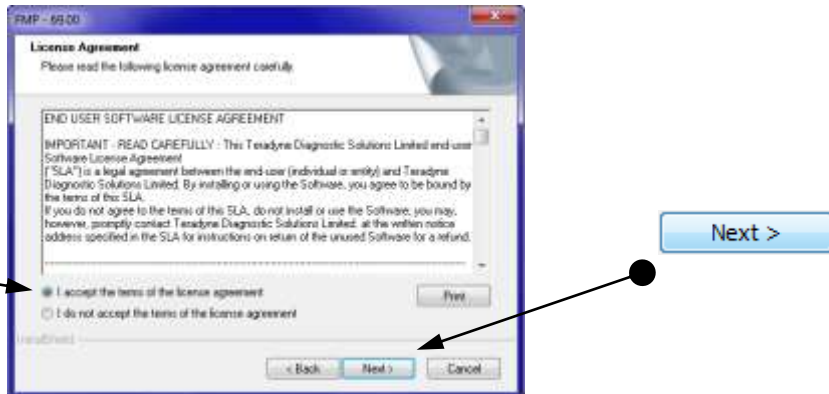 FMP - 69.00
License Agreement
Please read the following license agreement carefully.
END USER SOFTWARE LICENSE AGREEMENT
IMPORTANT - READ CAREFULLY : This Teradyne Diagnostic Solutions Limited end-user
Software License Agreement
("SLA") is a legal agreement between the end-user (individual or entity) and Teradyne
Diagnostic Solutions Limited. By installing or using the Software, you agree to be bound by
the terms of this SLA.
If you do not agree to the terms of this SLA, do not install or use the Software; you may,
however, promptly contact Teradyne Diagnostic Solutions Limited, at the written notice
address specified in the SLA for instructions on return of the unused Software for a refund.
I accept the terms of the license agreement
Print
I do not accept the terms of the license agreement
InstallShield
< Back
Next >
Cancel
Next >